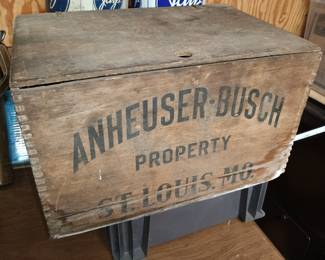 ANHEUSER-BUSCH
PROPERTY
ST. LOUIS. MO.